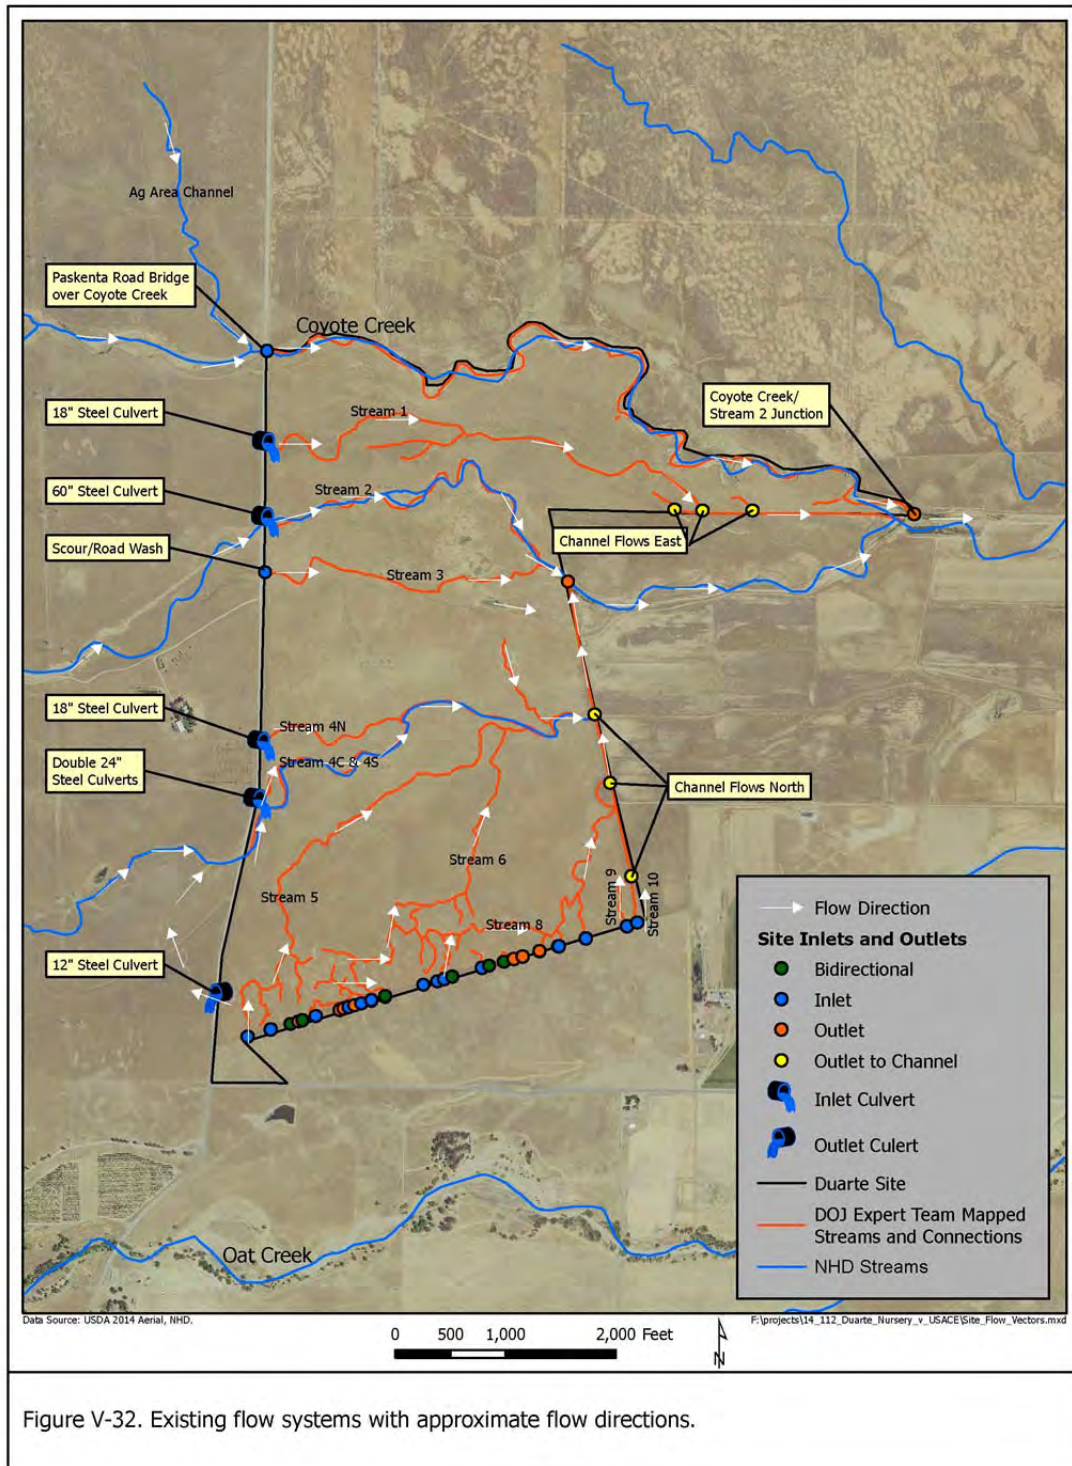 Ag Area Channel
Paskenta Road Bridge
over Coyote Creek
Coyote Creek
18" Steel Culvert
Stream 1
Coyote Creek/
Stream 2 Junction
60" Steel Culvert
Stream 2
Scour/Road Wash
Channel Flows East
Stream 3
18" Steel Culvert
Stream 4N
Double 24"
Steel Culverts
Stream 4C & 4S
Channel Flows North
Stream 6
Stream 5
Stream 9
Stream 10
Stream 8
12" Steel Culvert
Flow Direction
Site Inlets and Outlets
Bidirectional
Inlet
Outlet
Outlet to Channel
Inlet Culvert
Outlet Culert
Duarte Site
DOJ Expert Team Mapped
Streams and Connections
NHD Streams
Oat Creek
Data Source: USDA 2014 Aerial, NHD.
F:\projects\14_112_Duarte_Nursery_v_USACE\Site_Flow_Vectors.mxd
0 500 1,000 2,000 Feet
N
Figure V-32. Existing flow systems with approximate flow directions.